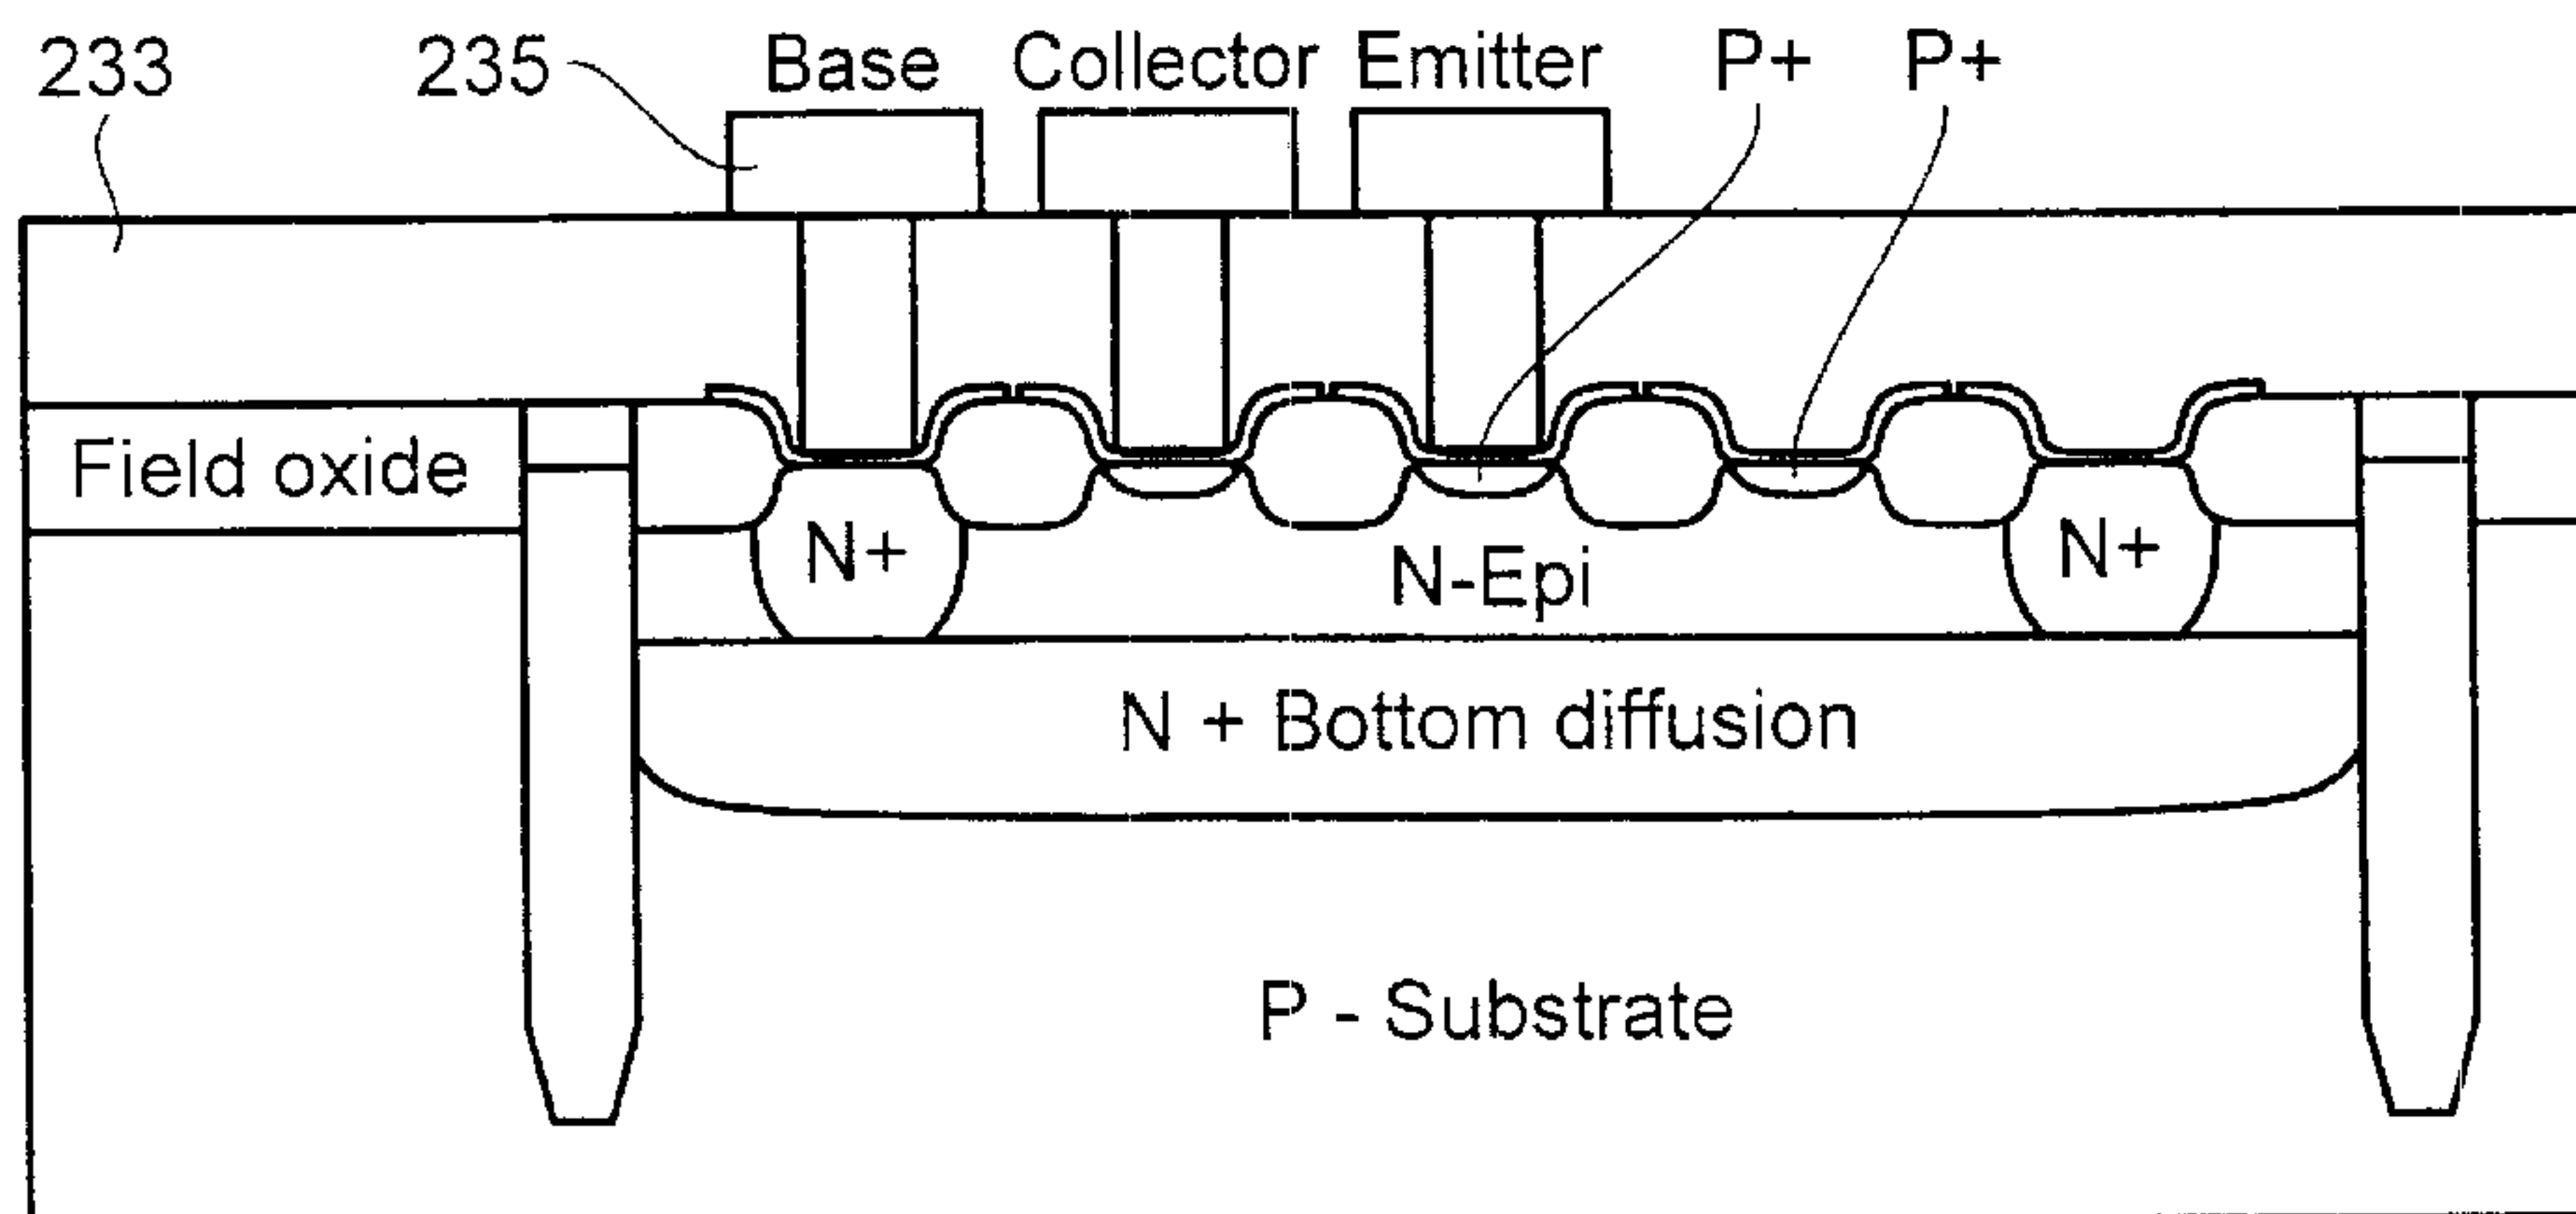 233 235 Base Collector Emitter P+ P+
Field oxide
N+ N-Epi N+
N + Bottom diffusion
P - Substrate